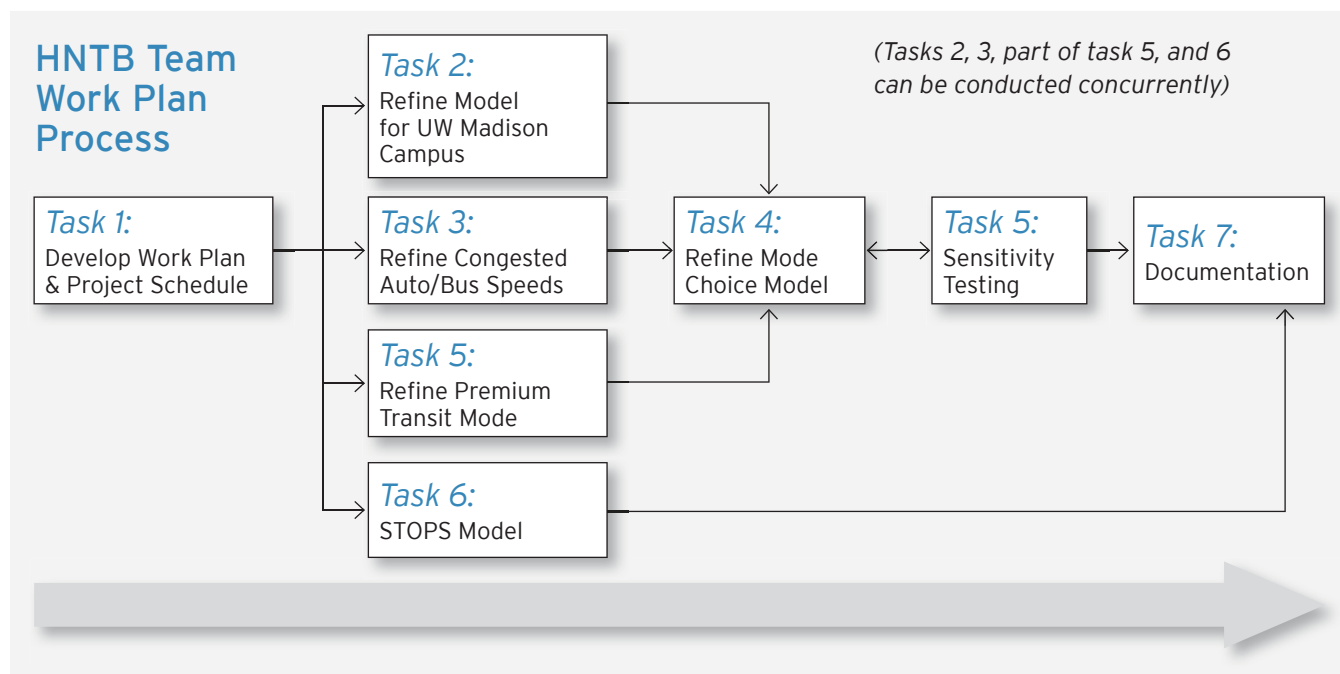 HNTB Team
Work Plan
Process
(Tasks 2, 3, part of task 5, and 6
can be conducted concurrently)
Task 1:
Develop Work Plan
& Project Schedule
Task 2:
Refine Model
for UW Madison
Campus
Task 3:
Refine Congested
Auto/Bus Speeds
Task 5:
Refine Premium
Transit Mode
Task 6:
STOPS Model
Task 4:
Refine Mode
Choice Model
Task 5:
Sensitivity
Testing
Task 7:
Documentation